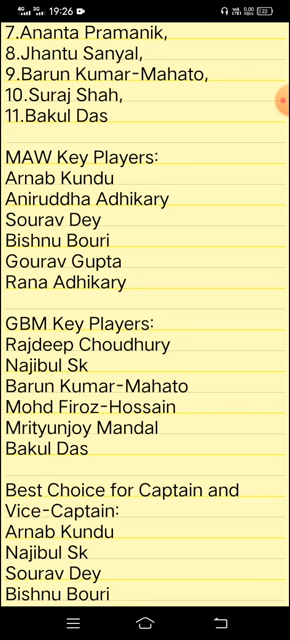 19:26
7.Ananta Pramanik,
8.Jhantu Sanyal,
9.Barun Kumar-Mahato,
10.Suraj Shah,
11.Bakul Das
MAW Key Players:
Arnab Kundu
Aniruddha Adhikary
Sourav Dey
Bishnu Bouri
Gourav Gupta
Rana Adhikary
GBM Key Players:
Rajdeep Choudhury
Najibul Sk
Barun Kumar-Mahato
Mohd Firoz-Hossain
Mrityunjoy Mandal
Bakul Das
Best Choice for Captain and
Vice-Captain:
Arnab Kundu
Najibul Sk
Sourav Dey
Bishnu Bouri